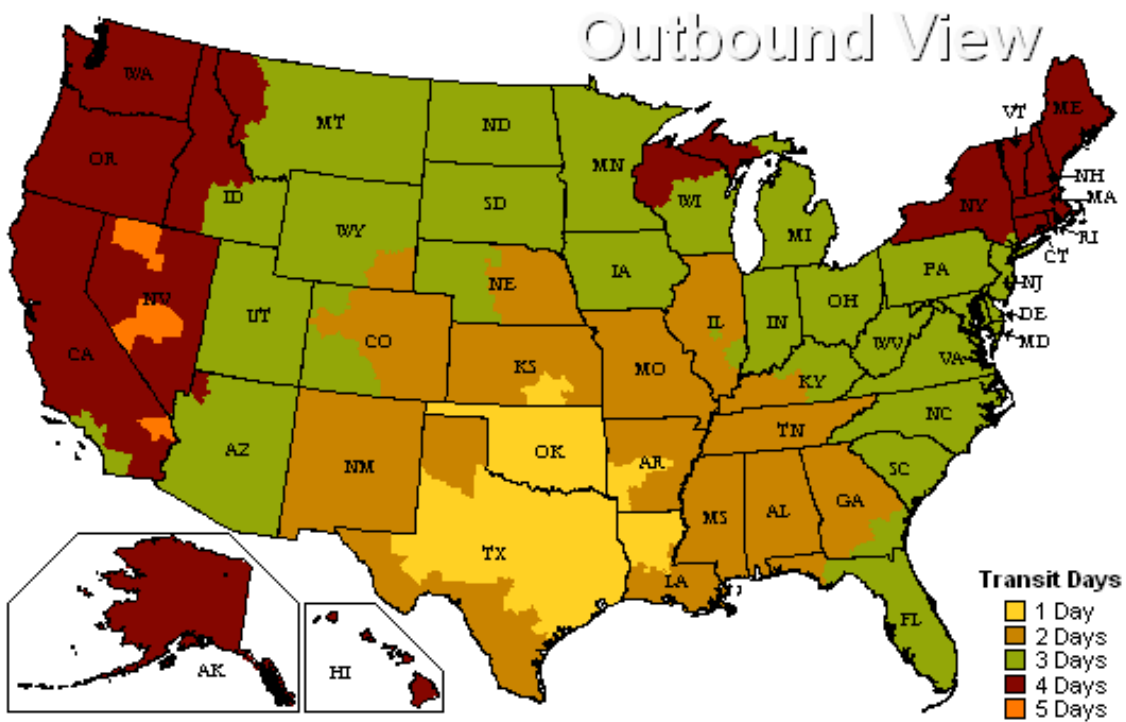 Outbound View
WA
MT
ND
MN
VT
ME
OR
ID
SD
WI
NH
MA
NY
WY
MI
RI
CT
IA
PA
NV
UT
NE
OH
NJ
CA
CO
IL
IN
DE
WV
MD
VA
KS
MO
KY
NC
AZ
OK
TN
NM
AR
SC
MS
AL
GA
TX
LA
FL
AK
HI
Transit Days
1 Day
2 Days
3 Days
4 Days
5 Days